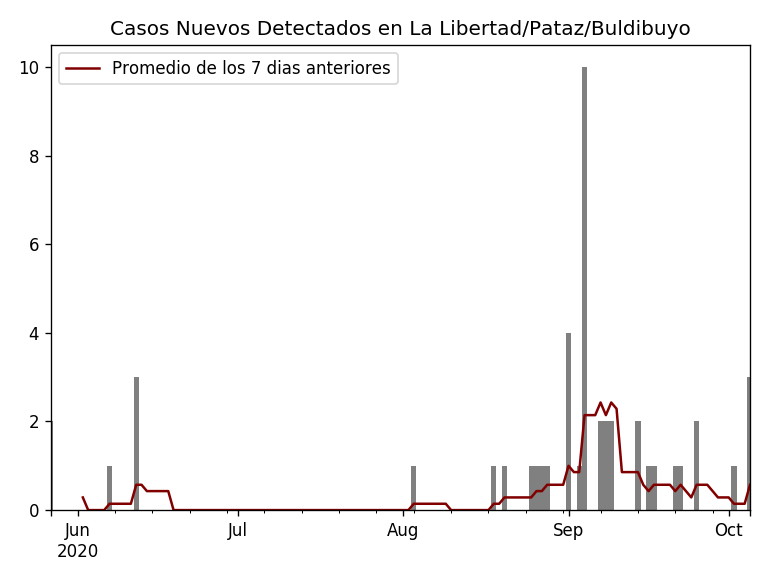 Casos Nuevos Detectados en La Libertad/Pataz/Buldibuyo
Promedio de los 7 dias anteriores
10
8
6
4
2
0
Jun Jul Aug Sep Oct
2020